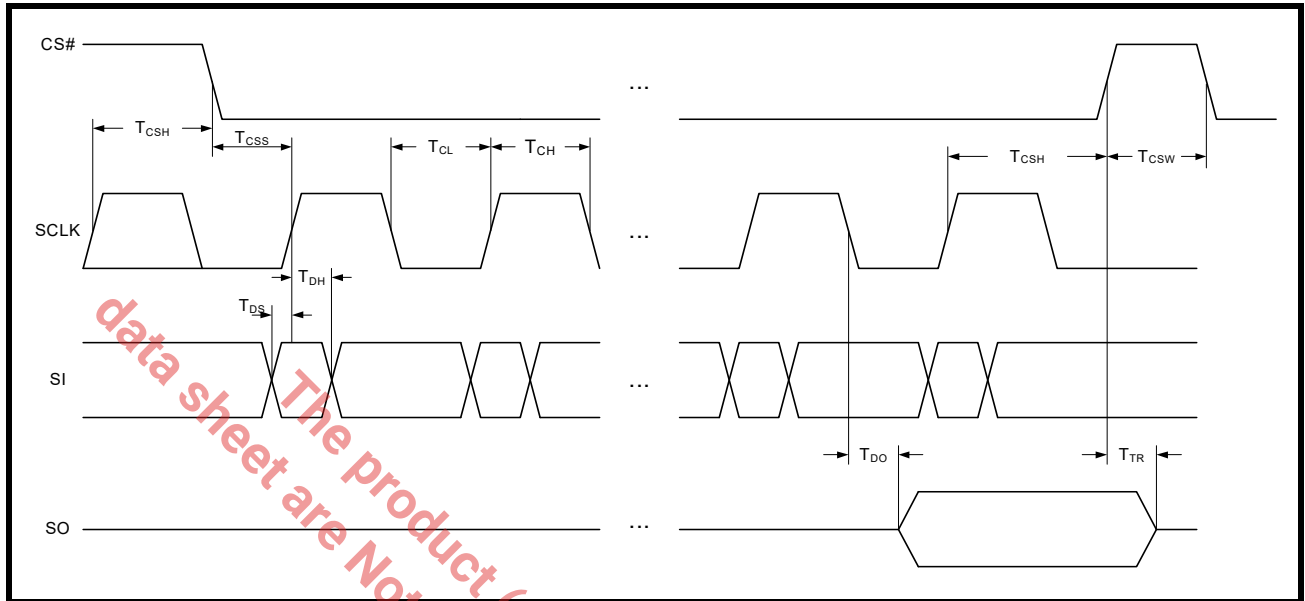 CS#
...
TCSH
TCSS
TCL
TCH
TCSH
TCSW
SCLK
...
TDH
TDS
SI
...
TDO
TTR
SO
...
The product
data sheet are Not